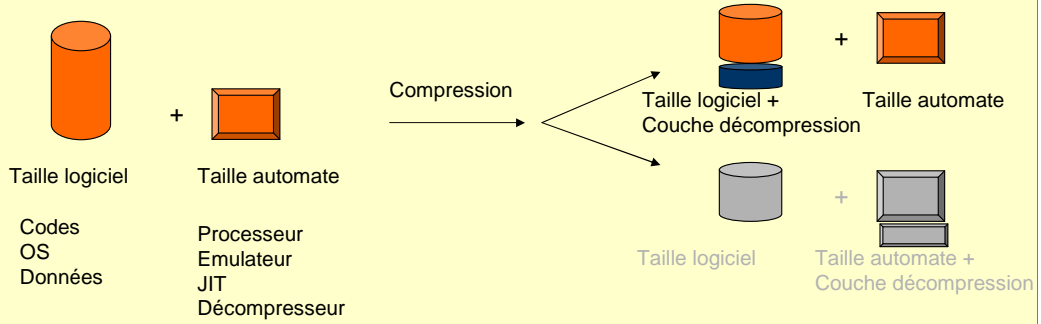 +
Taille logiciel
Taille automate
Codes
OS
Données
Processeur
Emulateur
JIT
Décompresseur
Compression
+
Taille logiciel +
Couche décompression
Taille automate
+
Taille logiciel
Taille automate +
Couche décompression